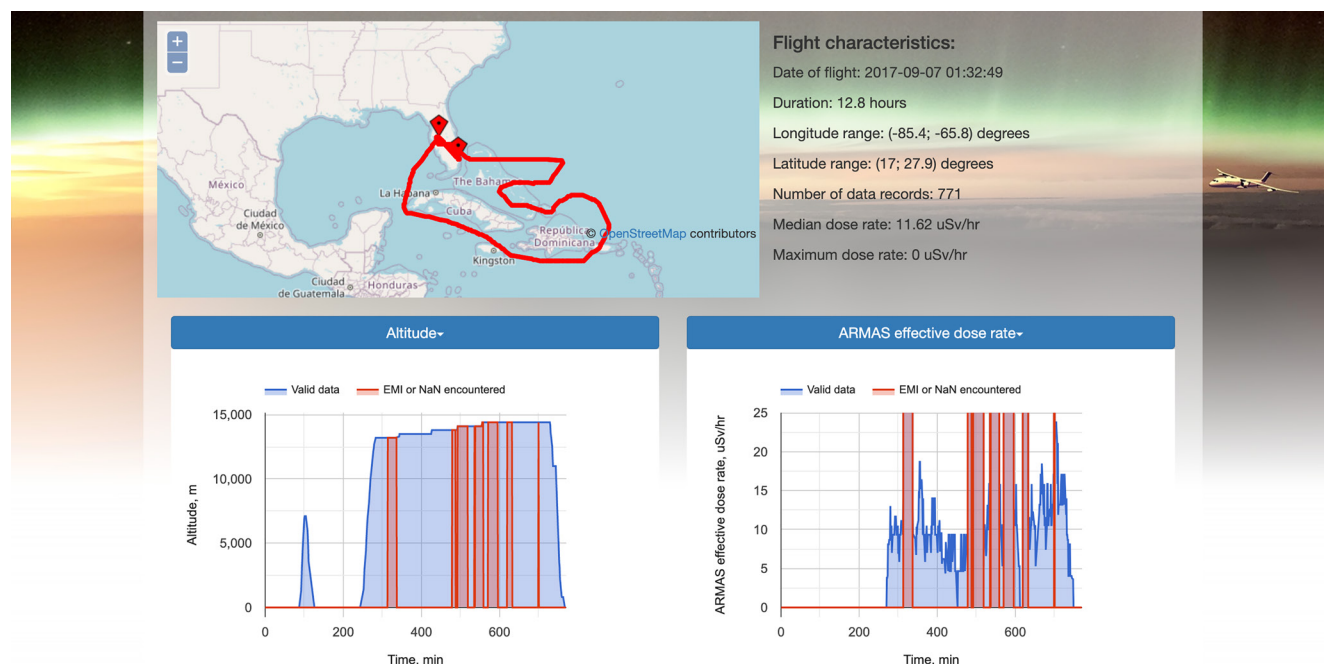 +
−
Flight characteristics:
Date of flight: 2017-09-07 01:32:49
Duration: 12.8 hours
Longitude range: (-85.4; -65.8) degrees
Latitude range: (17; 27.9) degrees
Number of data records: 771
Median dose rate: 11.62 uSv/hr
Maximum dose rate: 0 uSv/hr
México
Ciudad
de México
La Habana
The Baham
Cuba
República
Dominicana
Kingston
Ciudad
de Guatemala
Honduras
© OpenStreetMap contributors
Altitude
ARMAS effective dose rate
Valid data
EMI or NaN encountered
15,000
10,000
5,000
0
Altitude, m
0
200
400
600
Time, min
Valid data
EMI or NaN encountered
25
20
15
10
5
0
ARMAS effective dose rate, uSv/hr
0
200
400
600
Time, min